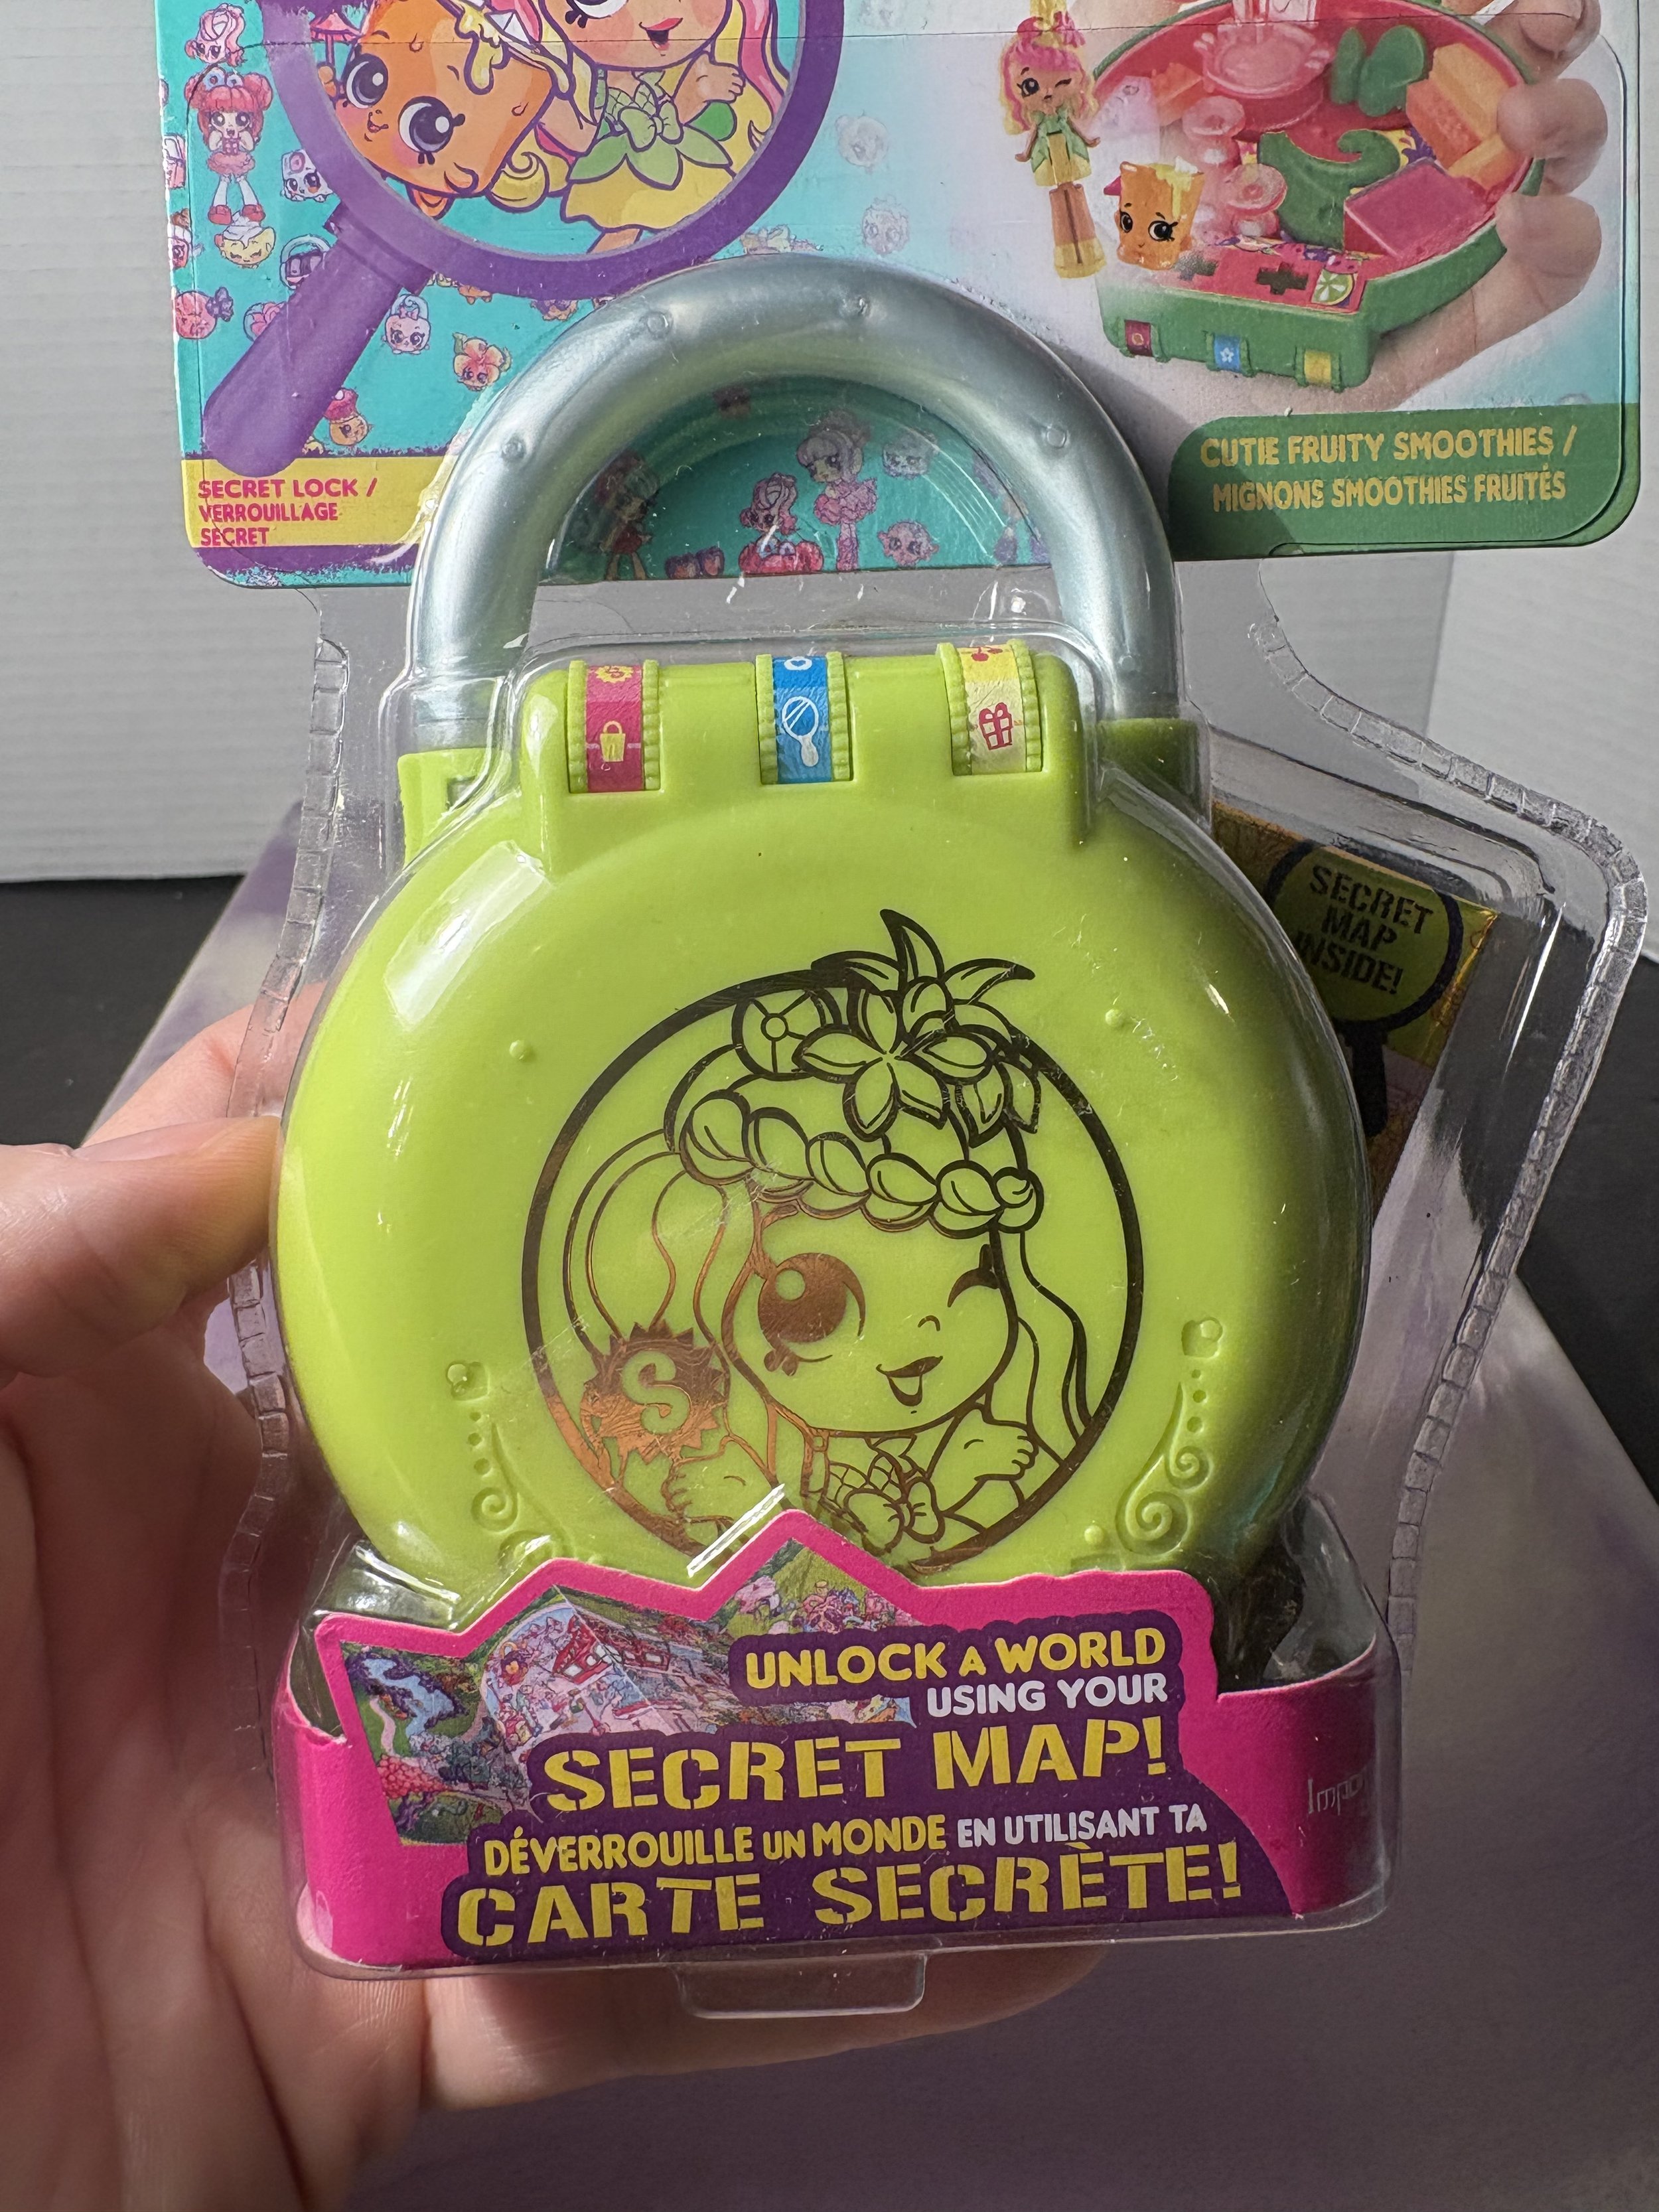 SECRET LOCK /
VERROUILLAGE
SECRET
CUTIE FRUITY SMOOTHIES /
MIGNONS SMOOTHIES FRUITÉS
SECRET
MAP
INSIDE!
S
UNLOCK A WORLD
USING YOUR
SECRET MAP!
DÉVERROUILLE UN MONDE EN UTILISANT TA
CARTE SECRÈTE!